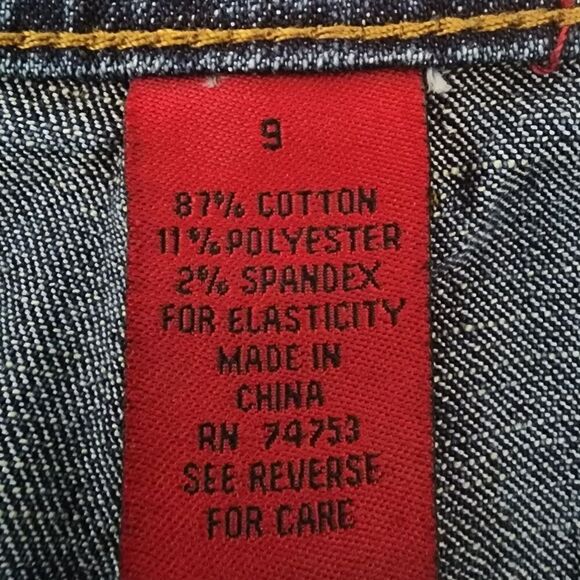 9
87% COTTON
11% POLYESTER
2% SPANDEX
FOR ELASTICITY
MADE IN
CHINA
RN 74753
SEE REVERSE
FOR CARE